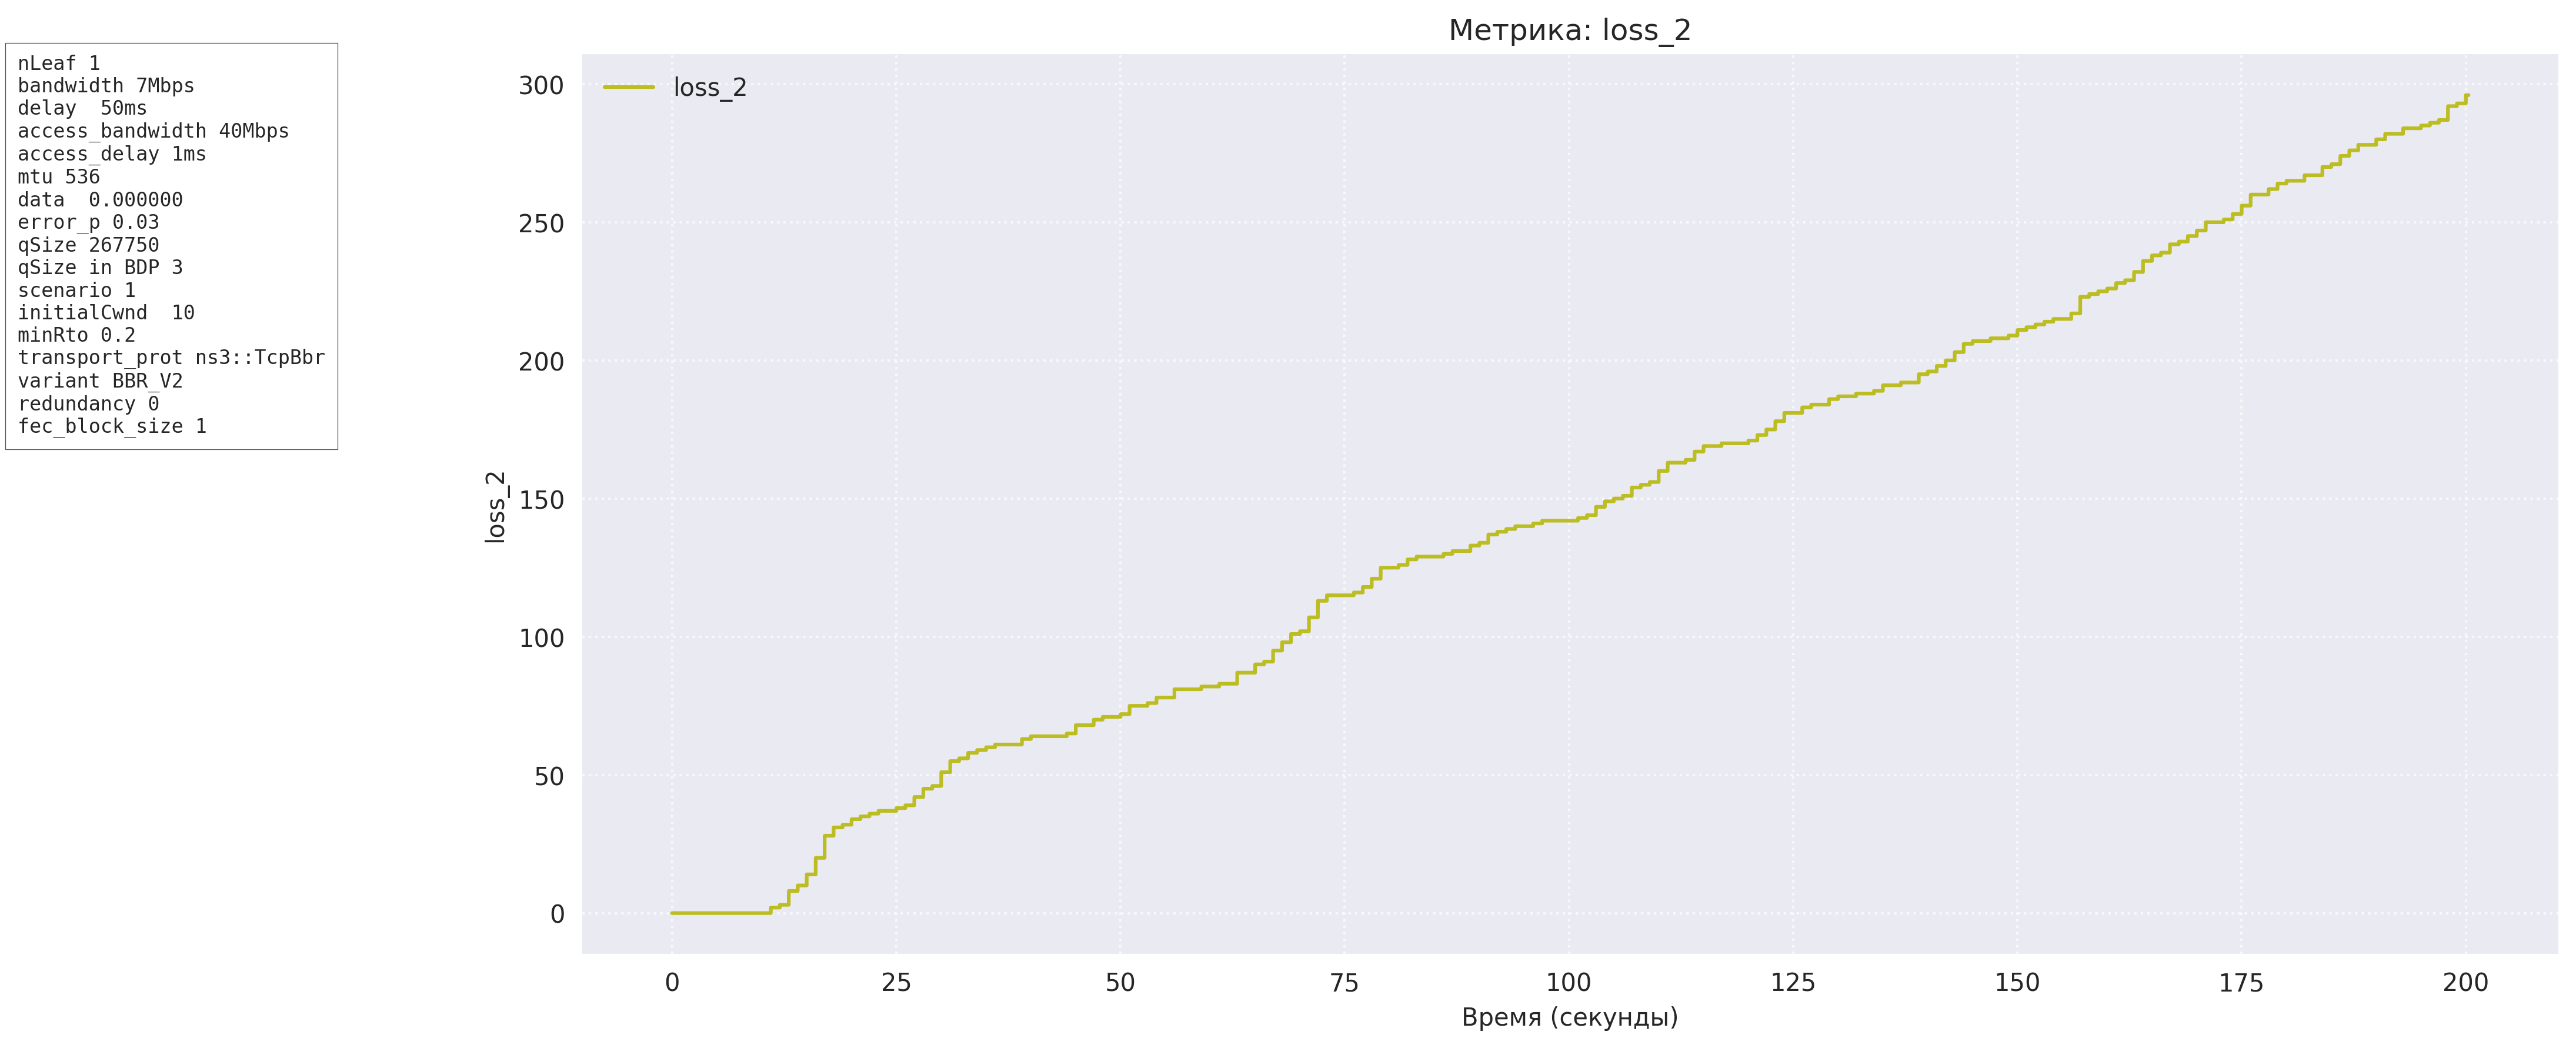 nLeaf 1
bandwidth 7Mbps
delay  50ms
access_bandwidth 40Mbps
access_delay 1ms
mtu 536
data  0.000000
error_p 0.03
qSize 267750
qSize in BDP 3
scenario 1
initialCwnd  10
minRto 0.2
transport_prot ns3::TcpBbr
variant BBR_V2
redundancy 0
fec_block_size 1
Метрика: loss_2
loss_2
loss_2
300
250
200
150
100
50
0
0 25 50 75 100 125 150 175 200
Время (секунды)